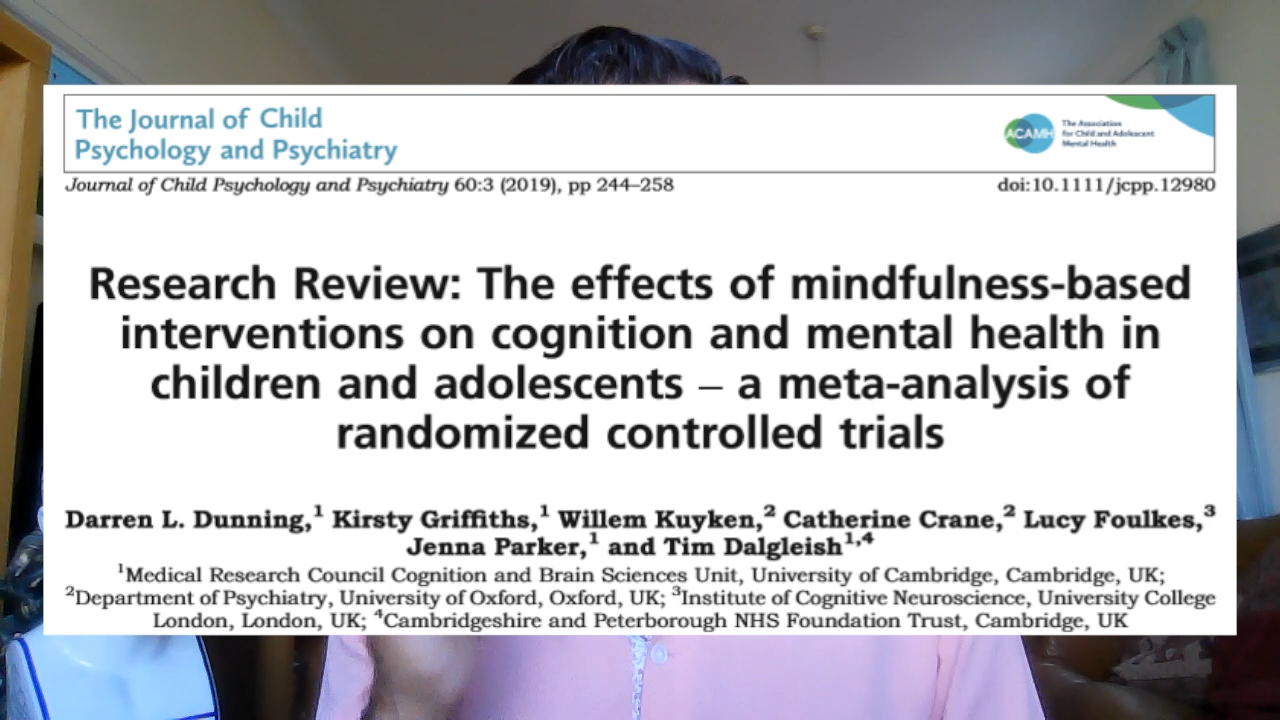 The Journal of Child
Psychology and Psychiatry
ACAMH
The Association
for Child and Adolescent
Mental Health
Journal of Child Psychology and Psychiatry 60:3 (2019), pp 244–258
doi:10.1111/jcpp.12980
Research Review: The effects of mindfulness-based
interventions on cognition and mental health in
children and adolescents – a meta-analysis of
randomized controlled trials
Darren L. Dunning,¹ Kirsty Griffiths,¹ Willem Kuyken,² Catherine Crane,² Lucy Foulkes,³
Jenna Parker,¹ and Tim Dalgleish¹,⁴
¹Medical Research Council Cognition and Brain Sciences Unit, University of Cambridge, Cambridge, UK;
²Department of Psychiatry, University of Oxford, Oxford, UK; ³Institute of Cognitive Neuroscience, University College
London, London, UK; ⁴Cambridgeshire and Peterborough NHS Foundation Trust, Cambridge, UK